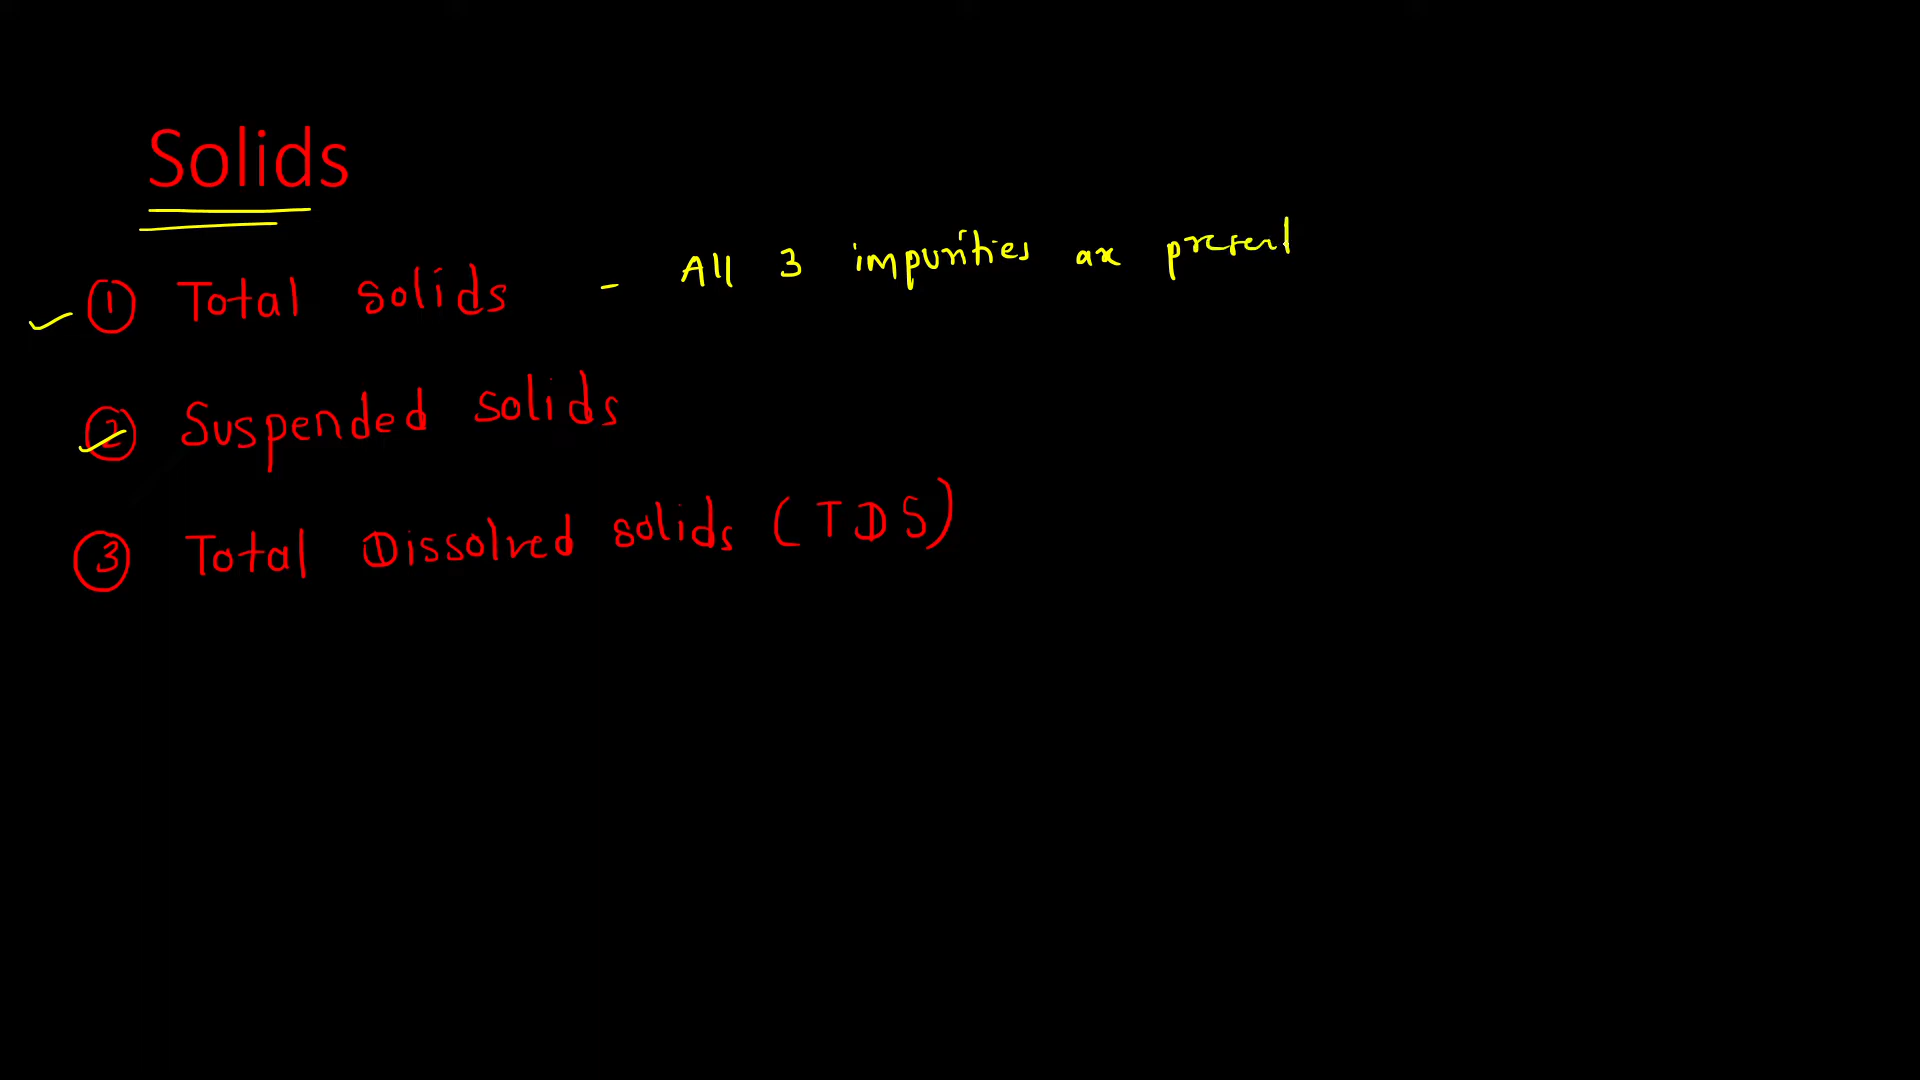 Solids
① Total solids - All 3 impurities are present
② Suspended solids
③ Total Dissolved solids (TDS)